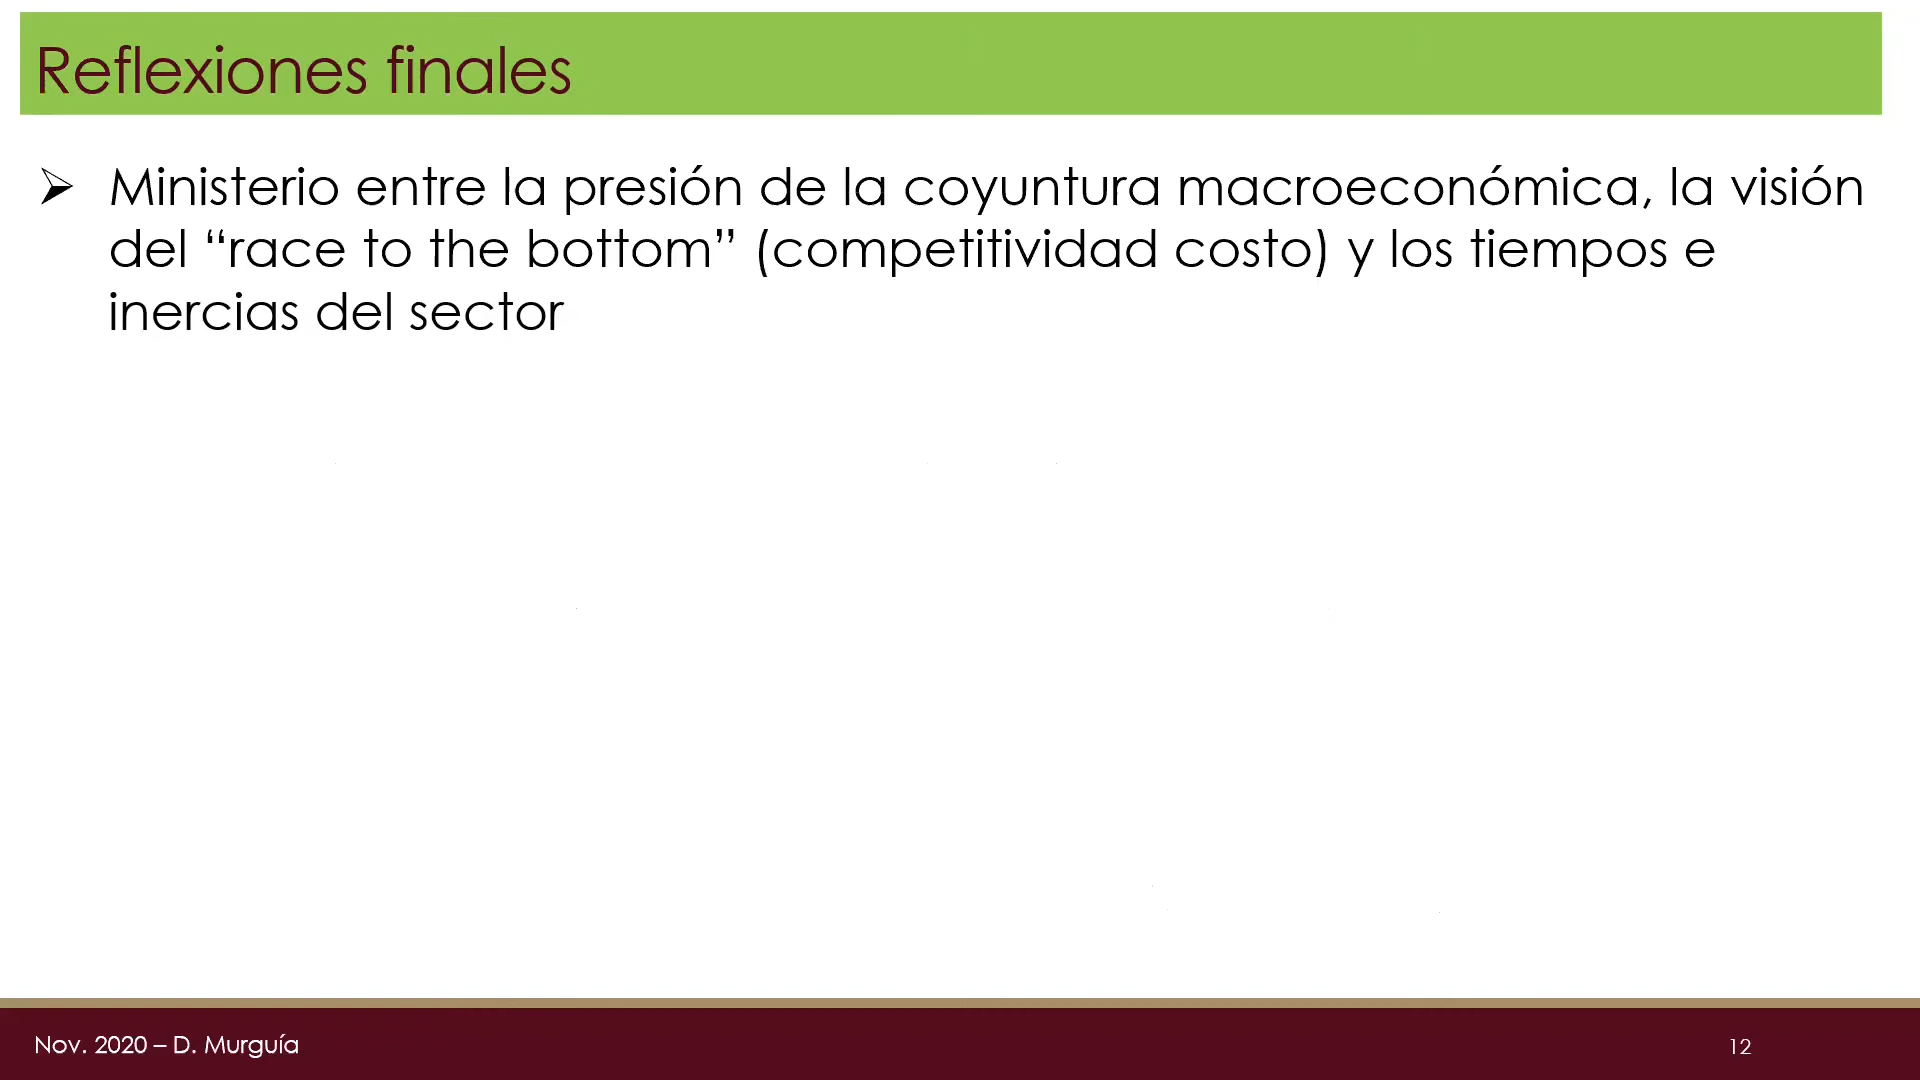 Reflexiones finales
➢ Ministerio entre la presión de la coyuntura macroeconómica, la visión
del “race to the bottom” (competitividad costo) y los tiempos e
inercias del sector
Nov. 2020 – D. Murguía
12